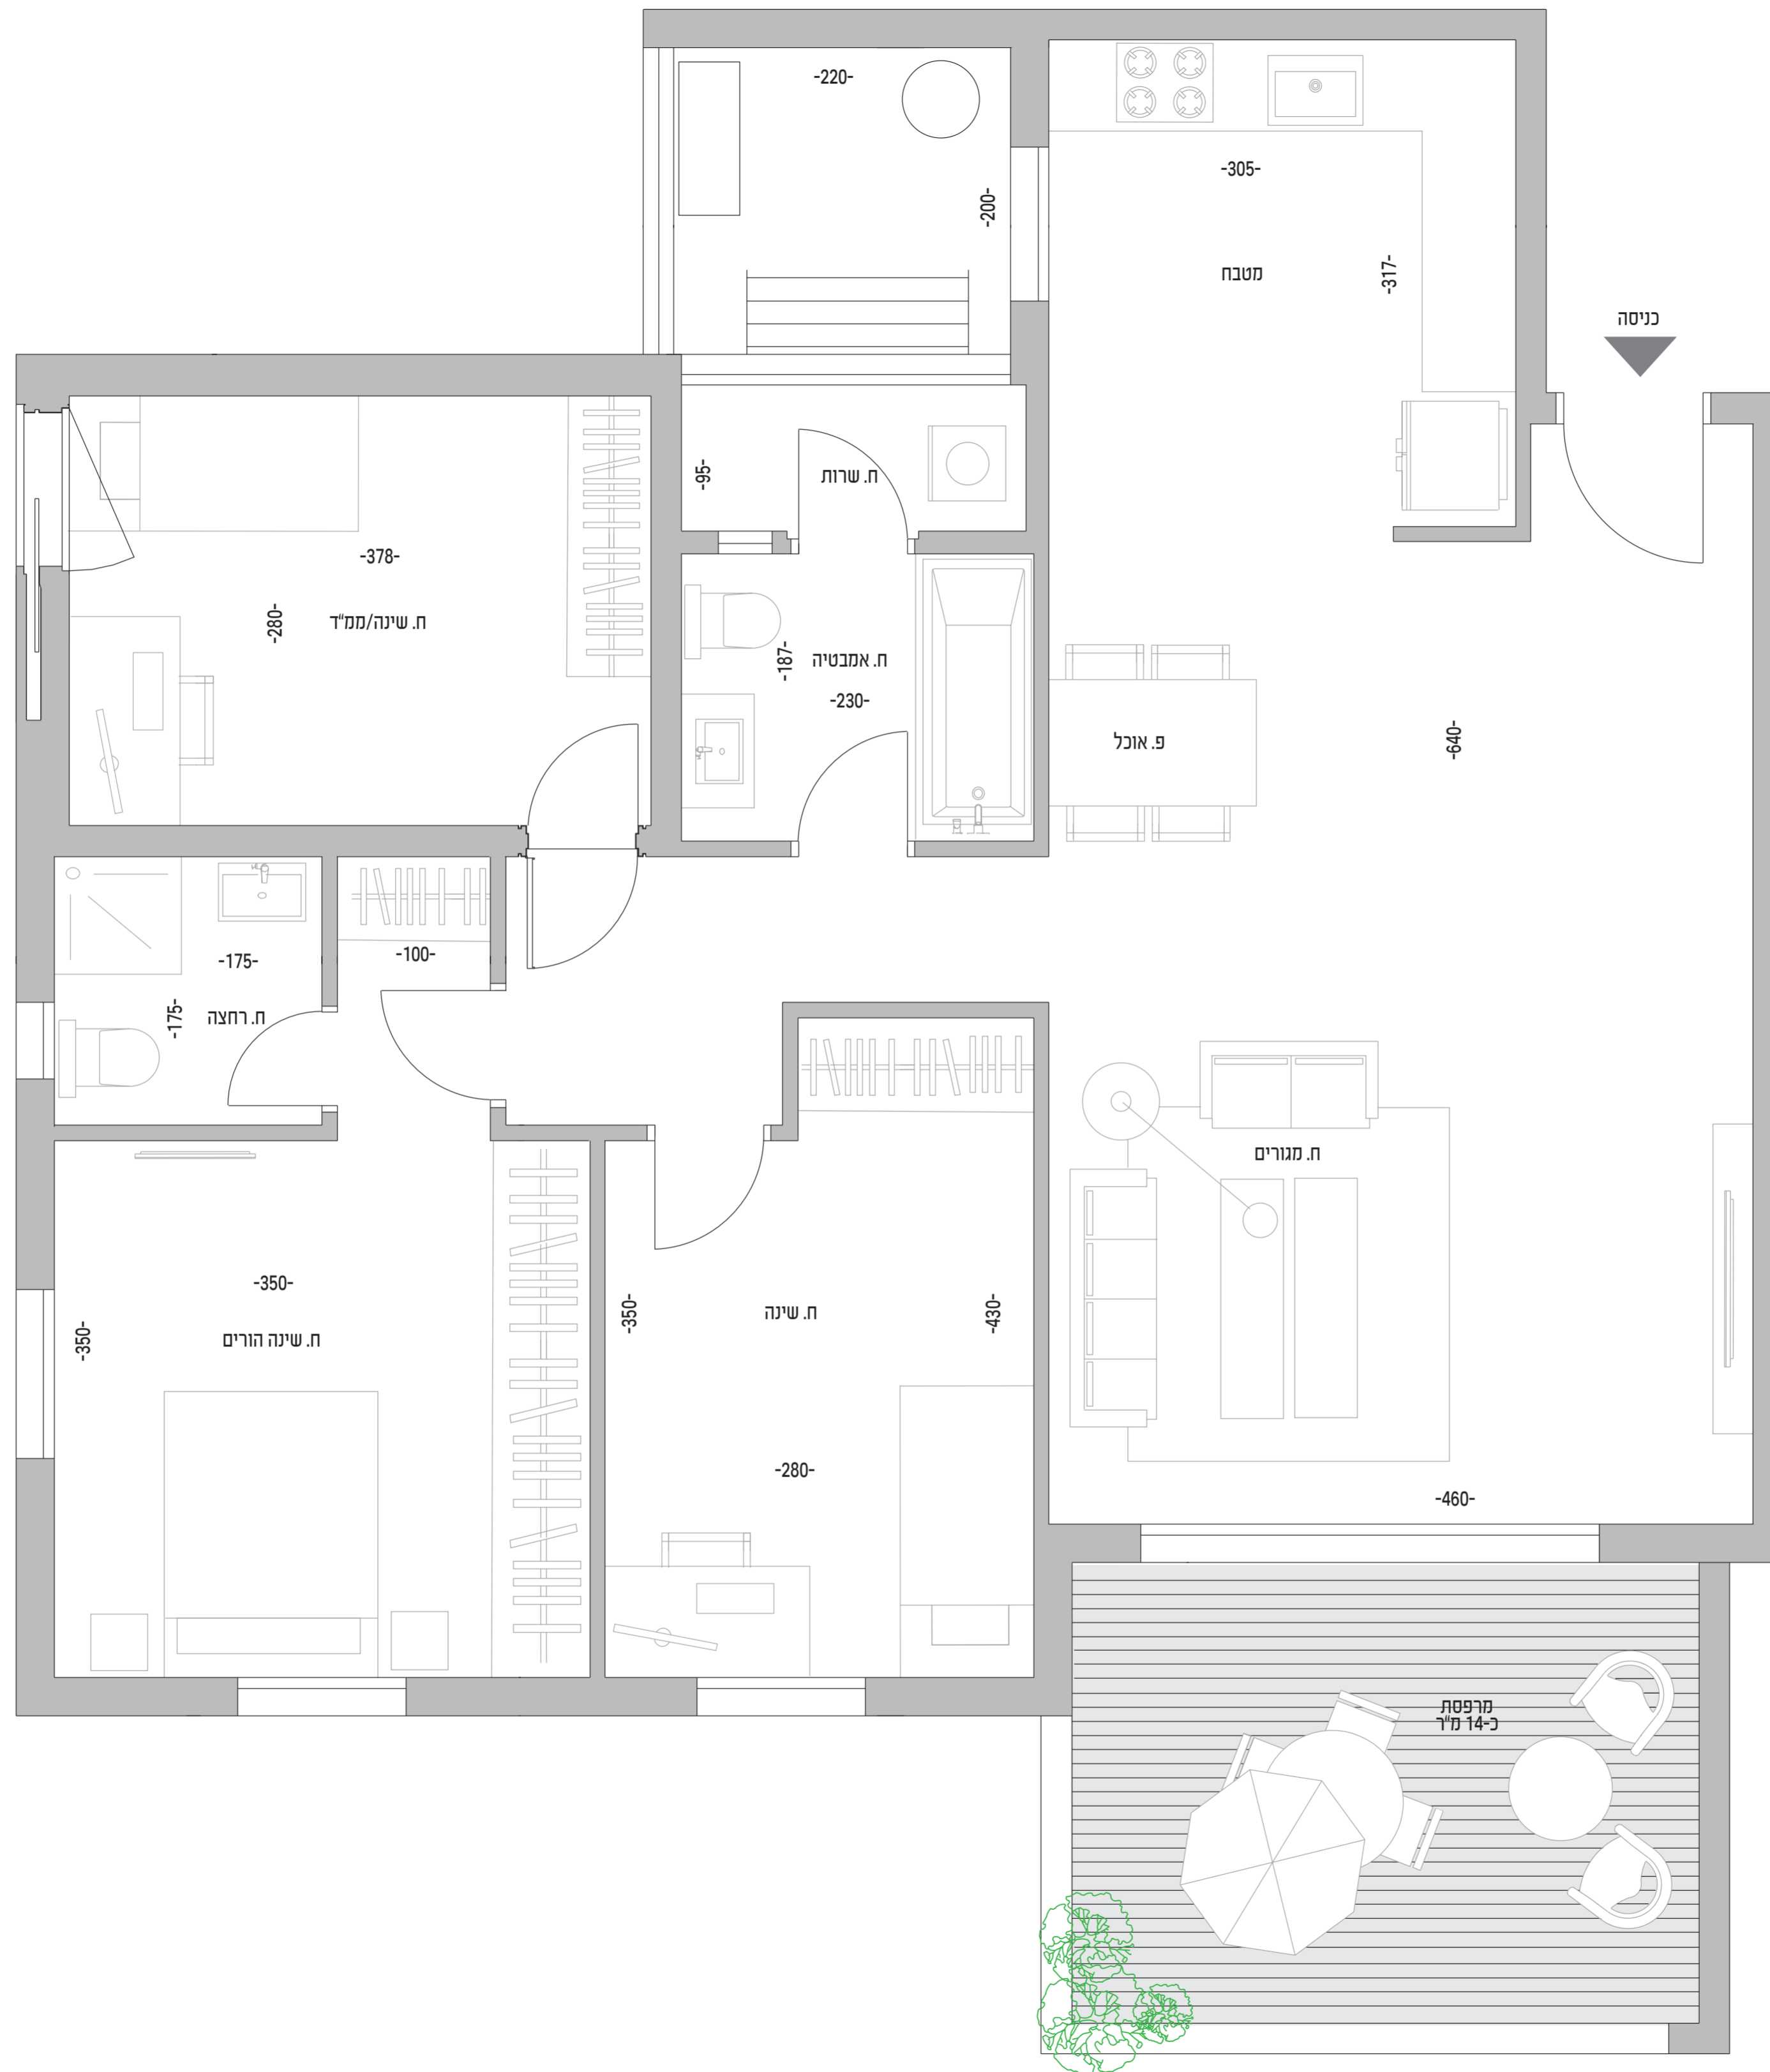 -220-
-200-
-305-
מטבח
-317-
כניסה
-95-
ח. שרות
-378-
-280-
ח. שינה/ממ"ד
-187-
ח. אמבטיה
-230-
פ. אוכל
-640-
-175-
-175-
ח. רחצה
-100-
ח. מגורים
-350-
-350-
ח. שינה הורים
-350-
ח. שינה
-430-
-280-
-460-
מרפסת
כ-14 מ"ר